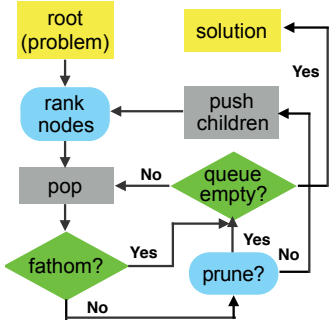 root
(problem)
solution
Yes
rank
nodes
push
children
No
queue
empty?
pop
Yes
Yes
No
fathom?
prune?
No